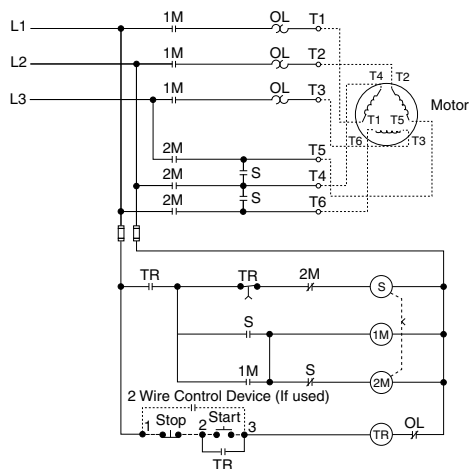 L1 1M OL T1
L2 1M OL T2
L3 1M OL T3
T4 T2
T1 T5
T6 T3
Motor
2M T5
S
2M T4
S
2M T6
TR TR 2M S
S 1M
1M S 2M
2 Wire Control Device (If used)
1 Stop 2 Start 3
TR OL
TR